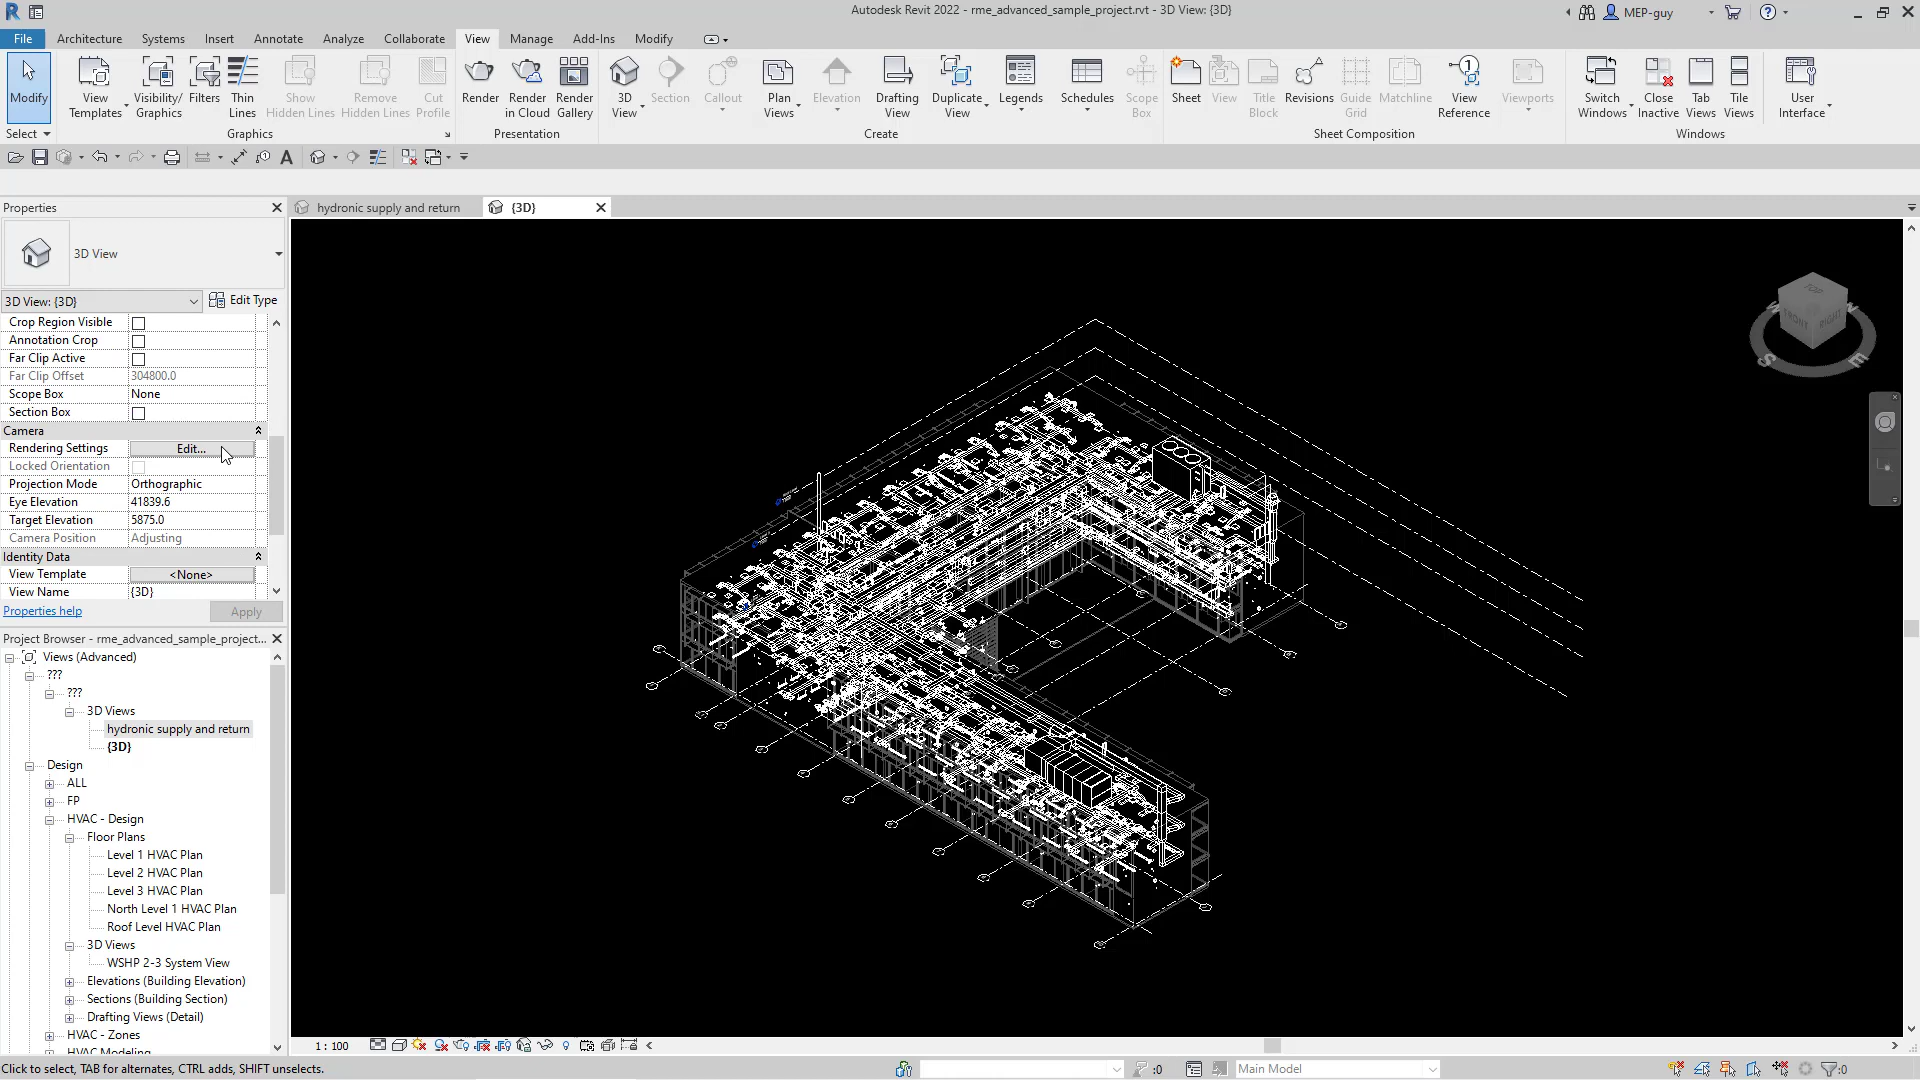 Autodesk Revit 2022 - rme_advanced_sample_project.rvt - 3D View: {3D}
MEP-guy
File Architecture Systems Insert Annotate Analyze Collaborate View Manage Add-Ins Modify
Modify
View Templates
Visibility/ Graphics
Filters
Thin Lines
Show Hidden Lines
Remove Hidden Lines
Cut Profile
Render
Render in Cloud
Render Gallery
3D View
Section
Callout
Plan Views
Elevation
Drafting View
Duplicate View
Legends
Schedules
Scope Box
Sheet
View
Title Block
Revisions
Guide Grid
Matchline
View Reference
Viewports
Switch Windows
Close Inactive
Tab Views
Tile Views
User Interface
Select Graphics Presentation Create Sheet Composition Windows
Properties
hydronic supply and return
{3D}
3D View
3D View: {3D}
Edit Type
Crop Region Visible
Annotation Crop
Far Clip Active
Far Clip Offset 304800.0
Scope Box None
Section Box
Camera
Rendering Settings Edit...
Locked Orientation
Projection Mode Orthographic
Eye Elevation 41839.6
Target Elevation 5875.0
Camera Position Adjusting
Identity Data
View Template <None>
View Name {3D}
Properties help Apply
Project Browser - rme_advanced_sample_project...
Views (Advanced)
???
???
3D Views
hydronic supply and return
{3D}
Design
ALL
FP
HVAC - Design
Floor Plans
Level 1 HVAC Plan
Level 2 HVAC Plan
Level 3 HVAC Plan
North Level 1 HVAC Plan
Roof Level HVAC Plan
3D Views
WSHP 2-3 System View
Elevations (Building Elevation)
Sections (Building Section)
Drafting Views (Detail)
HVAC - Zones
HVAC Modeling
TOP
FRONT
RIGHT
W
N
S
E
1 : 100
Click to select, TAB for alternates, CTRL adds, SHIFT unselects.
:0
Main Model
:0